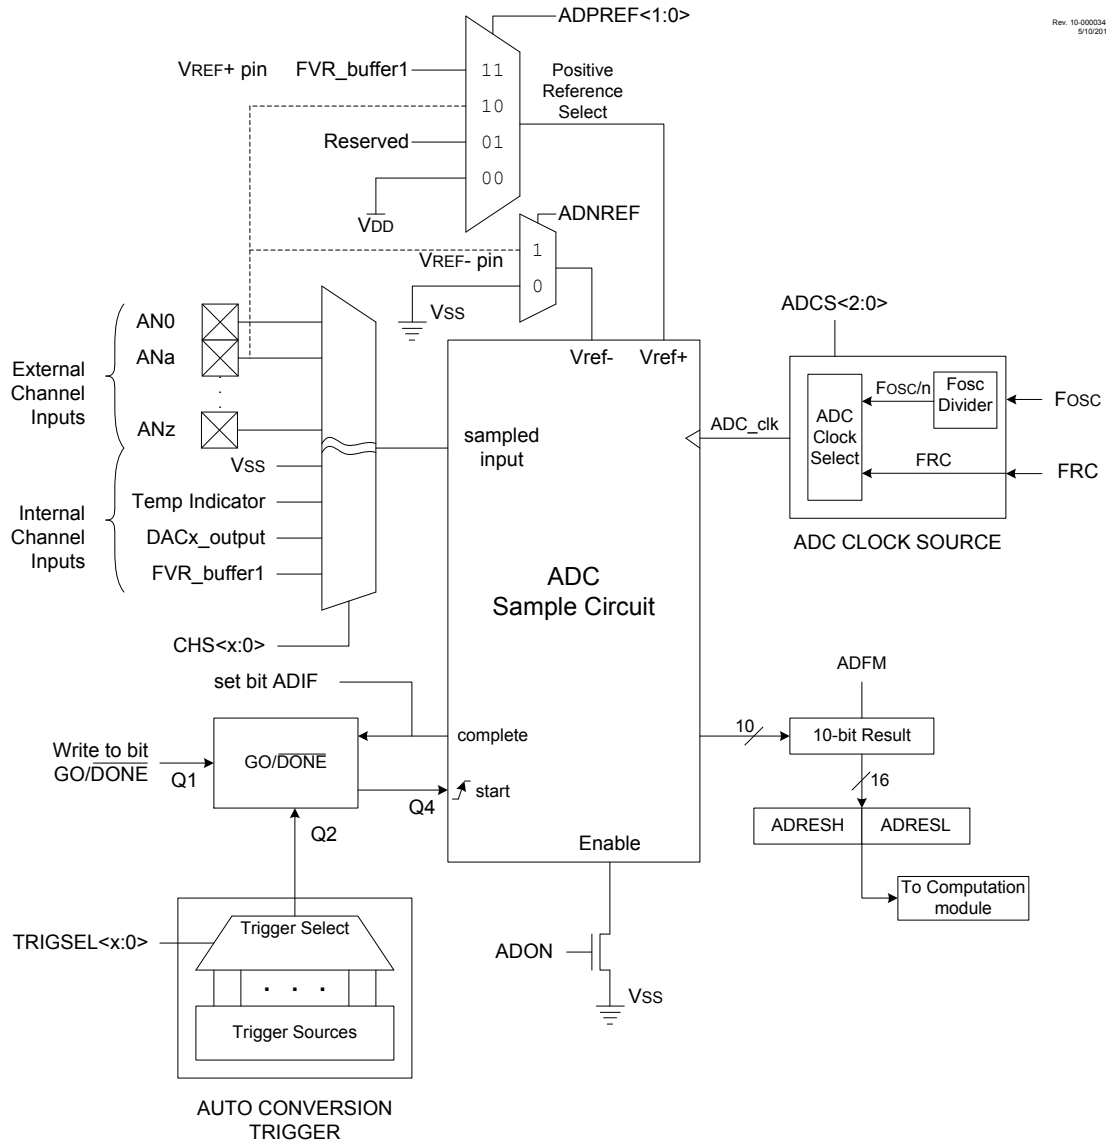 ADPREF<1:0>
Rev. 10-000034
5/10/201
VREF+ pin
FVR_buffer1
11
Positive
Reference
Select
10
Reserved
01
00
VDD
ADNREF
VREF- pin
1
0
VSS
ADCS<2:0>
AN0
ANa
ANz
External
Channel
Inputs
Vref-
Vref+
FOSC/n
Fosc
Divider
FOSC
ADC
Clock
Select
ADC_clk
FRC
FRC
ADC CLOCK SOURCE
sampled
input
VSS
Temp Indicator
DACx_output
FVR_buffer1
Internal
Channel
Inputs
ADC
Sample Circuit
CHS<x:0>
set bit ADIF
ADFM
Write to bit
GO/DONE
Q1
GO/DONE
complete
10
10-bit Result
Q4
start
16
Q2
ADRESH
ADRESL
Enable
To Computation
module
TRIGSEL<x:0>
Trigger Select
. . .
Trigger Sources
ADON
VSS
AUTO CONVERSION
TRIGGER